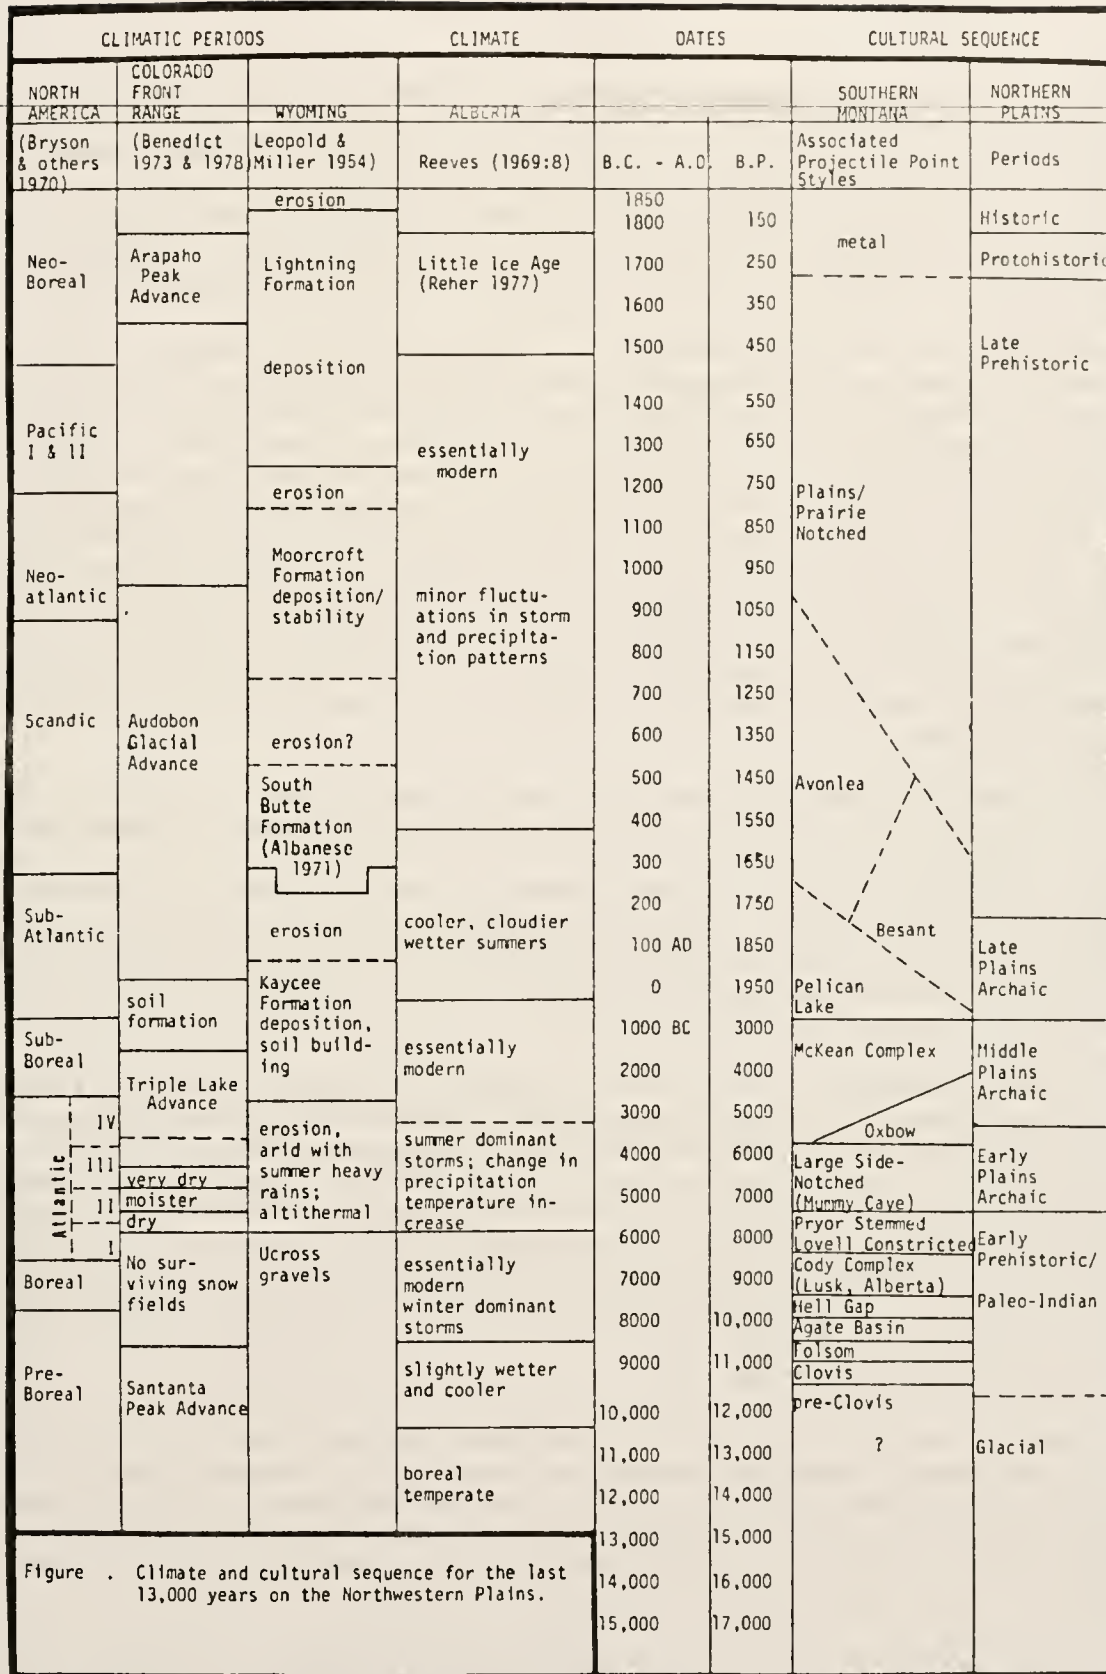 CLIMATIC PERIODS CLIMATE DATES CULTURAL SEQUENCE
NORTH AMERICA
COLORADO FRONT RANGE
WYOMING
ALBERTA
SOUTHERN MONTANA
NORTHERN PLAINS
(Bryson
& others
1970)
(Benedict
1973 & 1978)
Leopold &
Miller 1954)
Reeves (1969:8)
B.C. - A.D.
B.P.
Associated
Projectile Point
Styles
Periods
Neo-
Boreal
Pacific
I & II
Neo-
atlantic
Scandic
Sub-
Atlantic
Sub-
Boreal
Atlantic
IV
III
II
I
Boreal
Pre-
Boreal
Arapaho
Peak
Advance
Audobon
Glacial
Advance
soil
formation
Triple Lake
Advance
very dry
moister
dry
No sur-
viving snow
fields
Santanta
Peak Advance
erosion
Lightning
Formation
deposition
erosion
Moorcroft
Formation
deposition/
stability
erosion?
South
Butte
Formation
(Albanese
1971)
erosion
Kaycee
Formation
deposition,
soil build-
ing
erosion,
arid with
summer heavy
rains;
altithermal
Ucross
gravels
Little Ice Age
(Reher 1977)
essentially
modern
minor fluctu-
ations in storm
and precipita-
tion patterns
cooler, cloudier
wetter summers
essentially
modern
summer dominant
storms; change in
precipitation
temperature in-
crease
essentially
modern
winter dominant
storms
slightly wetter
and cooler
boreal
temperate
1850
1800 150
1700 250
1600 350
1500 450
1400 550
1300 650
1200 750
1100 850
1000 950
900 1050
800 1150
700 1250
600 1350
500 1450
400 1550
300 1650
200 1750
100 AD 1850
0 1950
1000 BC 3000
2000 4000
3000 5000
4000 6000
5000 7000
6000 8000
7000 9000
8000 10,000
9000 11,000
10,000 12,000
11,000 13,000
12,000 14,000
13,000 15,000
14,000 16,000
15,000 17,000
metal
Plains/
Prairie
Notched
Avonlea
Besant
Pelican
Lake
McKean Complex
Oxbow
Large Side-
Notched
(Mummy Cave)
Pryor Stemmed
Lovell Constricted
Cody Complex
(Lusk, Alberta)
Hell Gap
Agate Basin
Folsom
Clovis
pre-Clovis
?
Historic
Protohistoric
Late
Prehistoric
Late
Plains
Archaic
Middle
Plains
Archaic
Early
Plains
Archaic
Early
Prehistoric/
Paleo-Indian
Glacial
Figure . Climate and cultural sequence for the last
13,000 years on the Northwestern Plains.